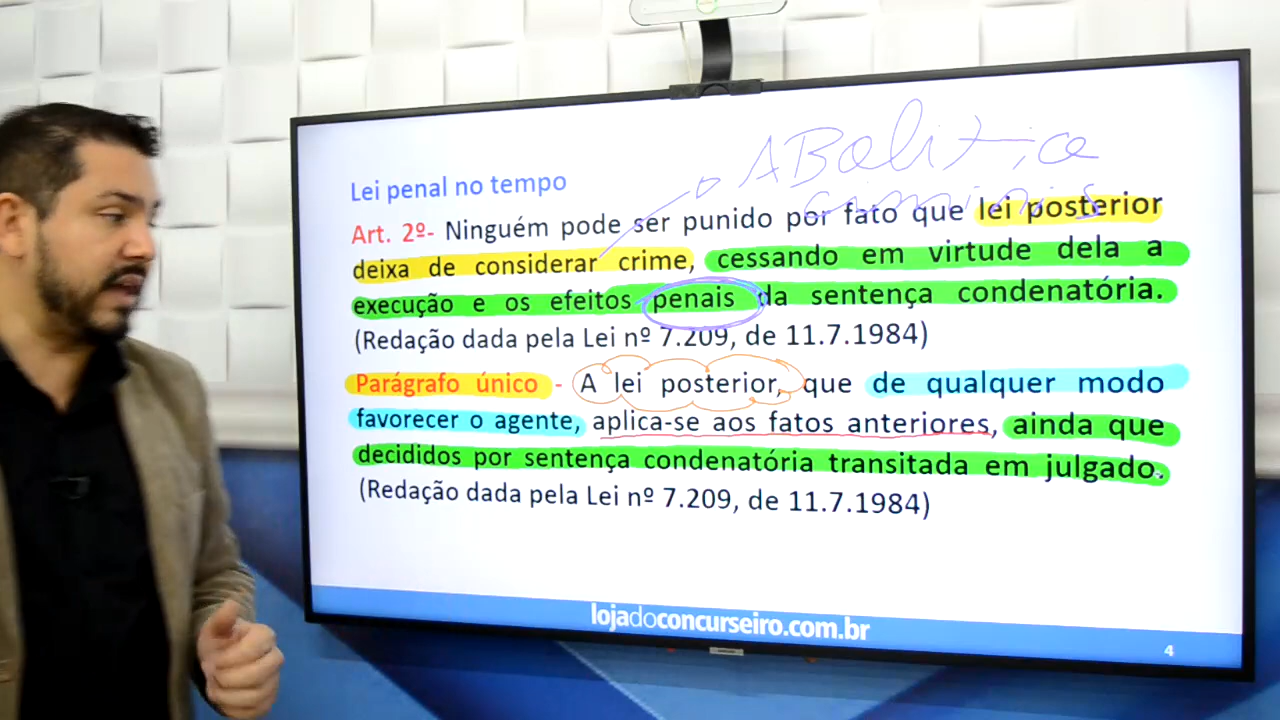 ABolitio
criminis
Lei penal no tempo
Art. 2º- Ninguém pode ser punido por fato que lei posterior
deixa de considerar crime, cessando em virtude dela a
execução e os efeitos penais da sentença condenatória.
(Redação dada pela Lei nº 7.209, de 11.7.1984)
Parágrafo único - A lei posterior, que de qualquer modo
favorecer o agente, aplica-se aos fatos anteriores, ainda que
decididos por sentença condenatória transitada em julgado.
(Redação dada pela Lei nº 7.209, de 11.7.1984)
lojadoconcurseiro.com.br
4